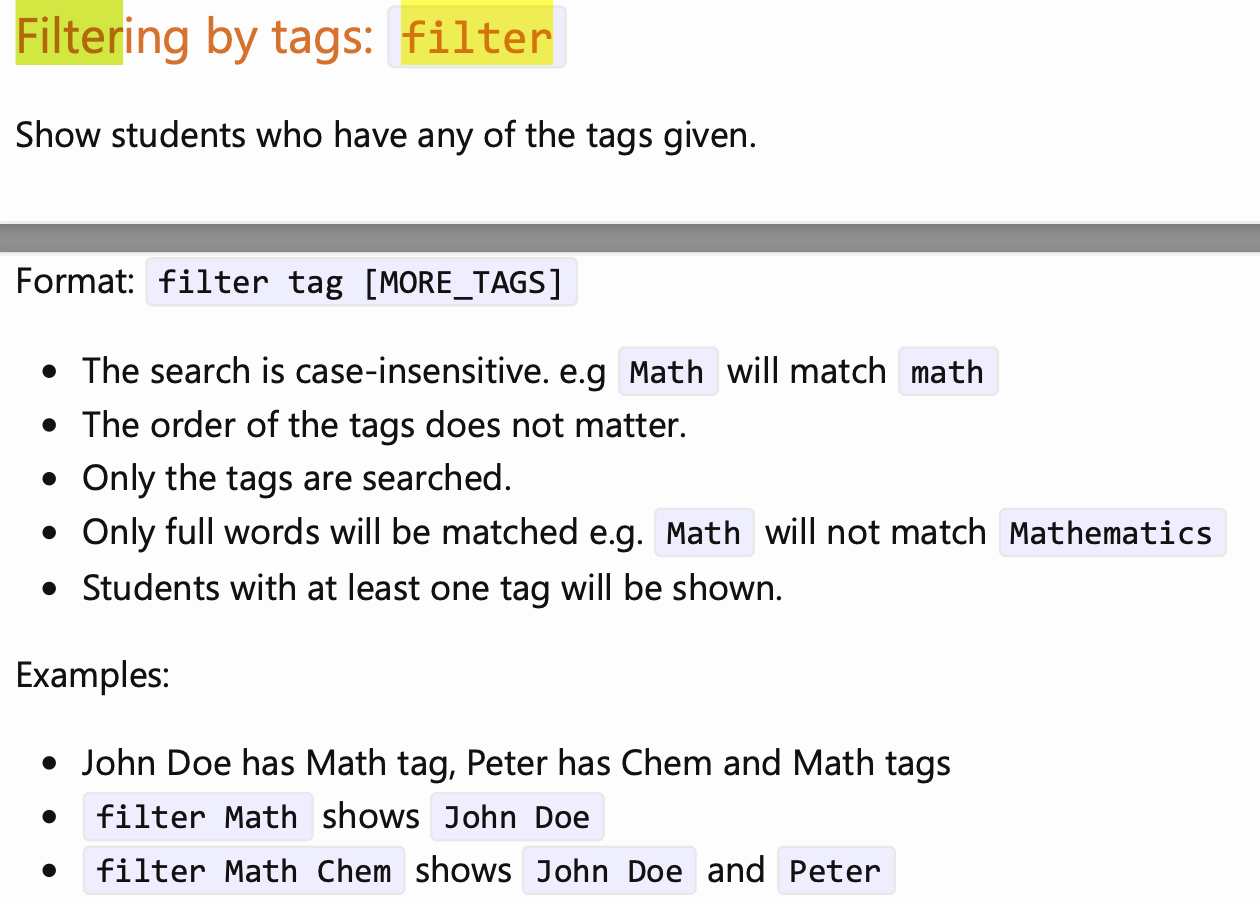 Filtering by tags: filter
Show students who have any of the tags given.
Format: filter tag [MORE_TAGS]
• The search is case-insensitive. e.g Math will match math
• The order of the tags does not matter.
• Only the tags are searched.
• Only full words will be matched e.g. Math will not match Mathematics
• Students with at least one tag will be shown.
Examples:
• John Doe has Math tag, Peter has Chem and Math tags
• filter Math shows John Doe
• filter Math Chem shows John Doe and Peter